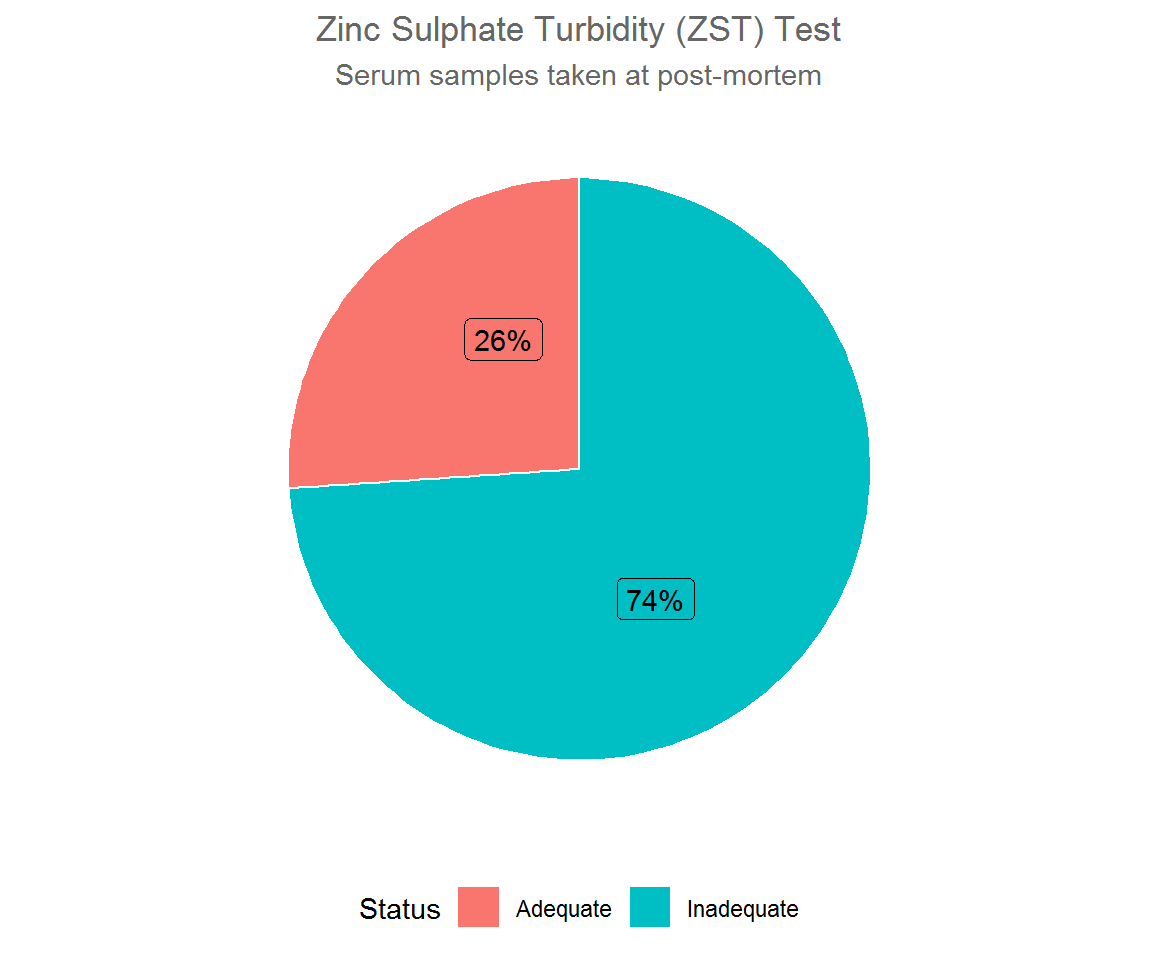 Zinc Sulphate Turbidity (ZST) Test
Serum samples taken at post-mortem
26%
74%
Status Adequate Inadequate